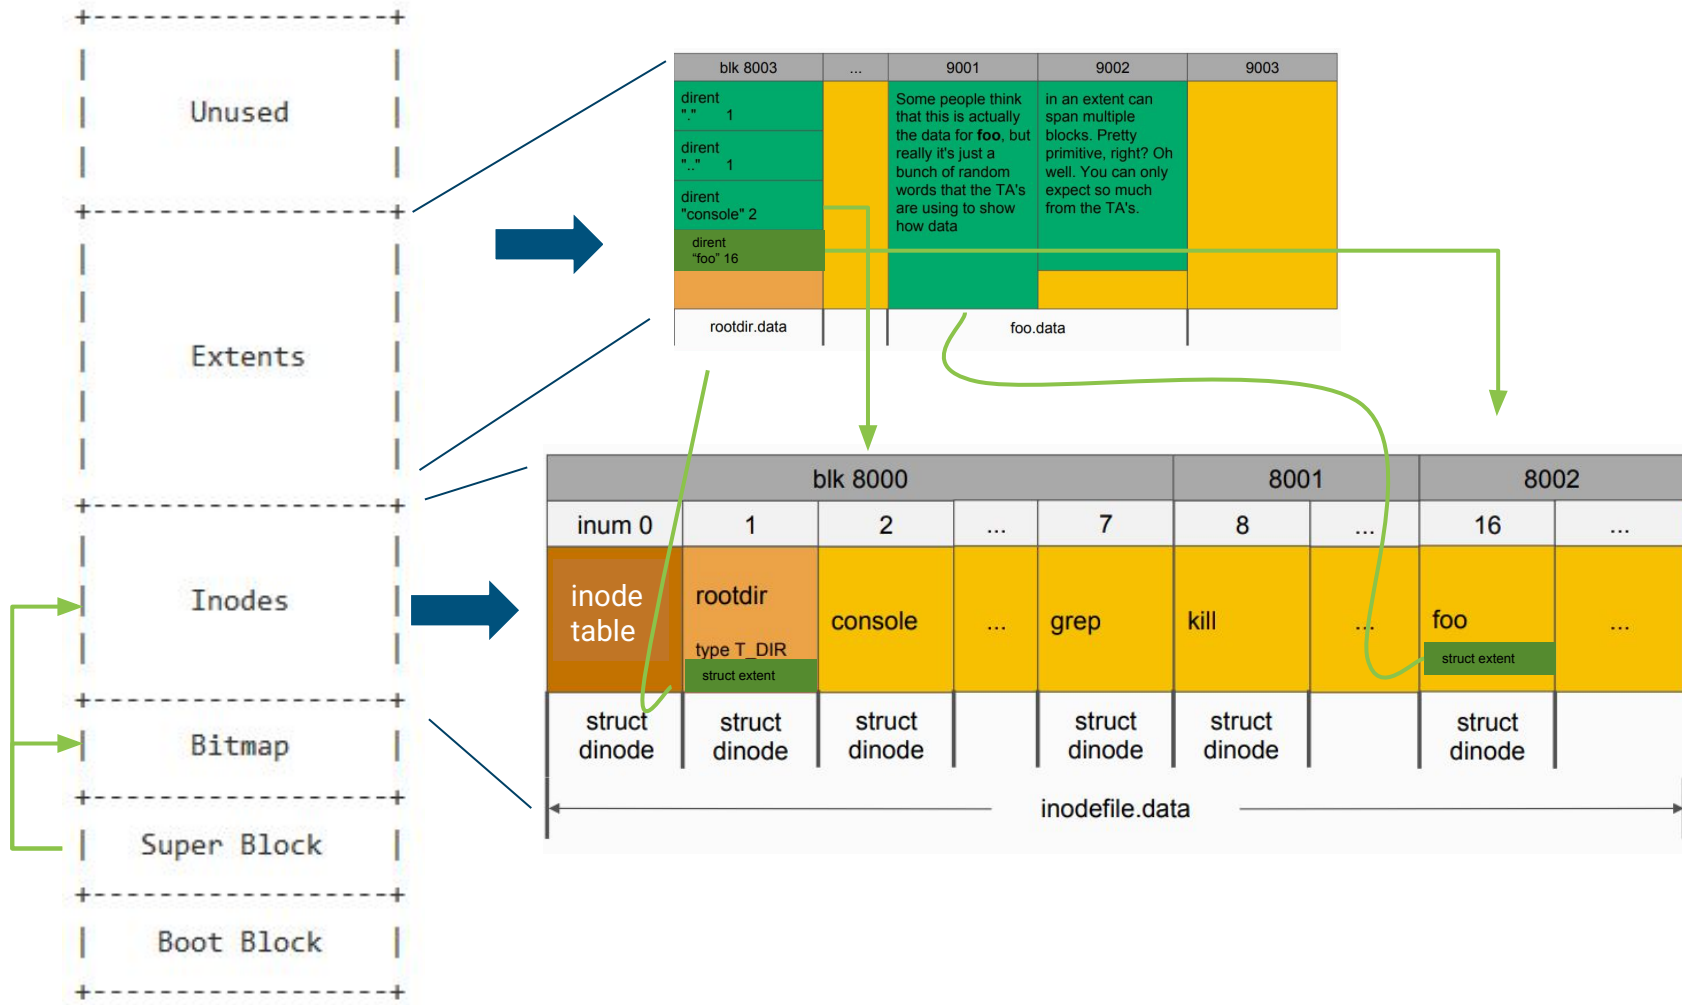 Unused
Extents
Inodes
Bitmap
Super Block
Boot Block
blk 8003 ... 9001 9002 9003
dirent
"." 1
dirent
".." 1
dirent
"console" 2
dirent
“foo” 16
Some people think
that this is actually
the data for foo, but
really it's just a
bunch of random
words that the TA's
are using to show
how data
in an extent can
span multiple
blocks. Pretty
primitive, right? Oh
well. You can only
expect so much
from the TA's.
rootdir.data
foo.data
blk 8000 8001 8002
inum 0 1 2 ... 7 8 ... 16 ...
inode
table
rootdir
type T_DIR
struct extent
console
...
grep
kill
...
foo
struct extent
...
struct
dinode
struct
dinode
struct
dinode
struct
dinode
struct
dinode
struct
dinode
inodefile.data